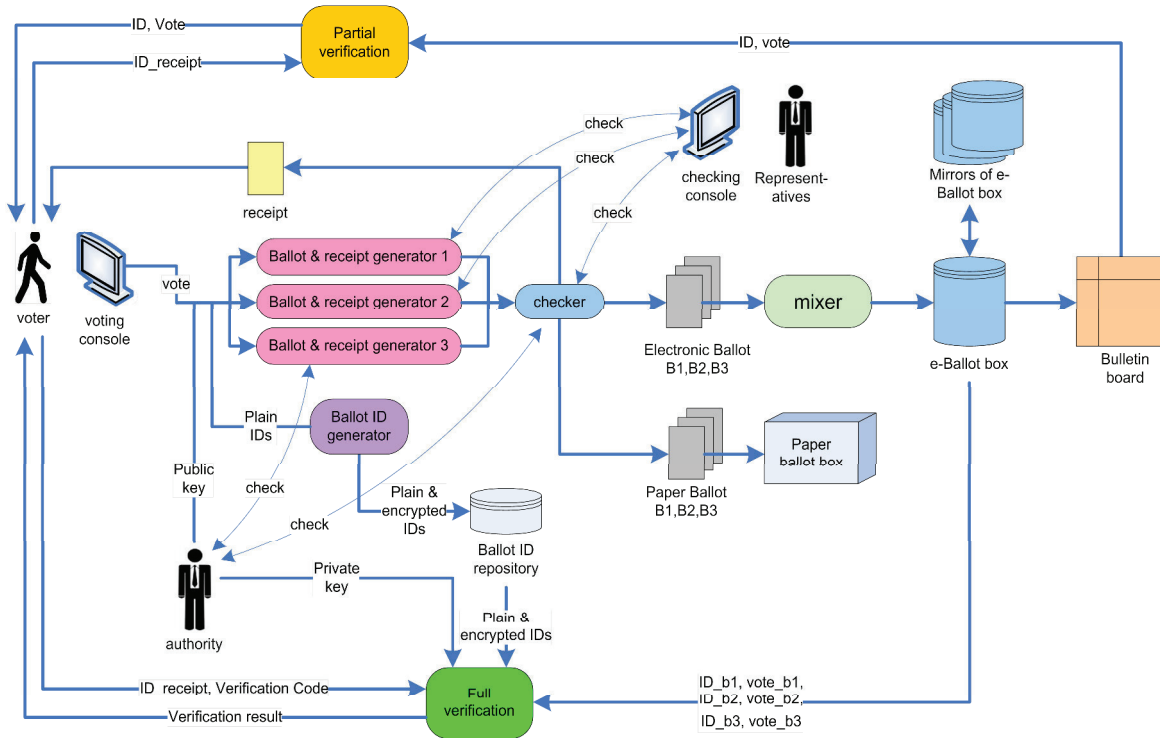 ID, Vote
Partial
verification
ID, vote
ID_receipt
check
check
checking
console
Represent-
atives
Mirrors of e-
Ballot box
receipt
check
Ballot & receipt generator 1
vote
Ballot & receipt generator 2
checker
mixer
voter
voting
console
Ballot & receipt generator 3
Electronic Ballot
B1,B2,B3
e-Ballot box
Bulletin
board
Plain
IDs
Ballot ID
generator
Paper
ballot box
Public
key
check
Plain &
encrypted
IDs
Paper Ballot
B1,B2,B3
check
Ballot ID
repository
Private
key
authority
Plain &
encrypted IDs
ID_receipt, Verification Code
Verification result
Full
verification
ID_b1, vote_b1,
ID_b2, vote_b2,
ID_b3, vote_b3